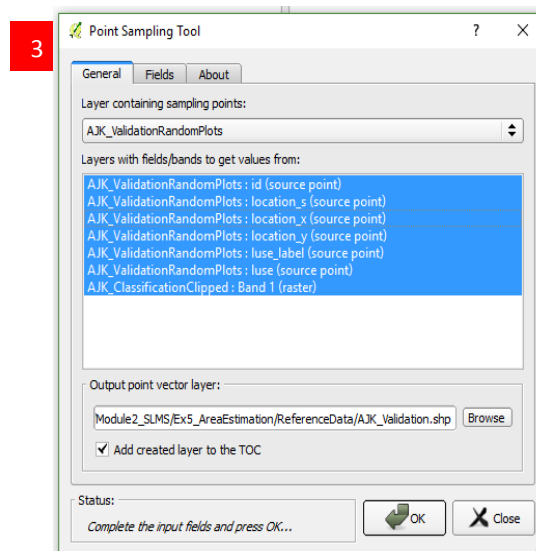 3
Point Sampling Tool
General Fields About
Layer containing sampling points:
AJK_ValidationRandomPlots
Layers with fields/bands to get values from:
AJK_ValidationRandomPlots : id (source point)
AJK_ValidationRandomPlots : location_s (source point)
AJK_ValidationRandomPlots : location_x (source point)
AJK_ValidationRandomPlots : location_y (source point)
AJK_ValidationRandomPlots : luse_label (source point)
AJK_ValidationRandomPlots : luse (source point)
AJK_ClassificationClipped : Band 1 (raster)
Output point vector layer:
Module2_SLMS/Ex5_AreaEstimation/ReferenceData/AJK_Validation.shp Browse
Add created layer to the TOC
Status:
Complete the input fields and press OK...
OK Close